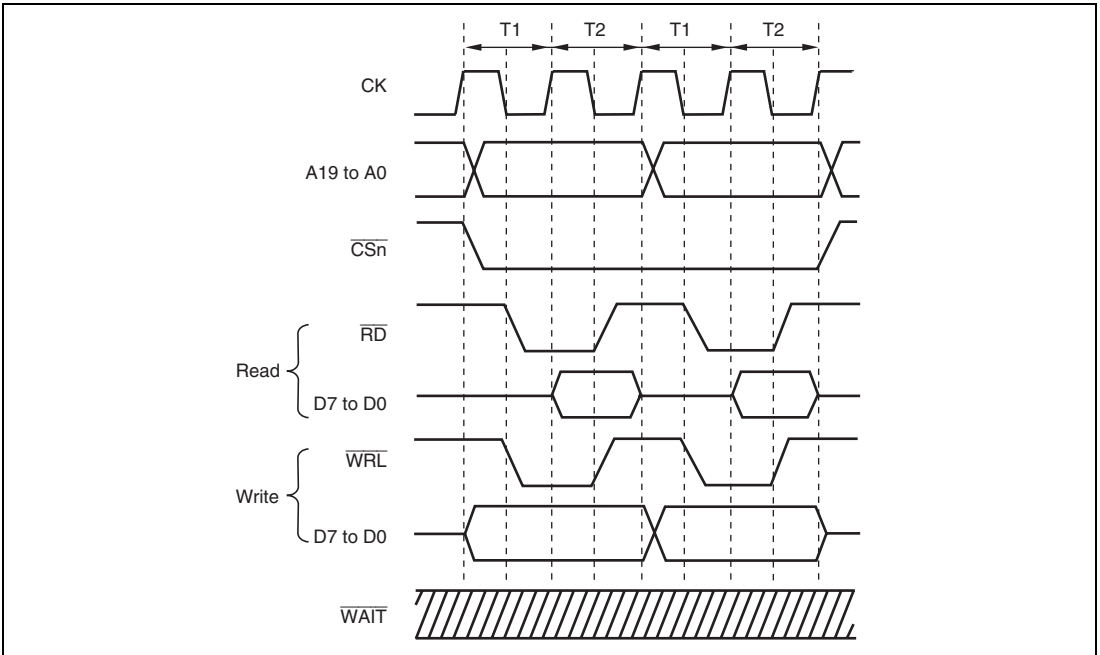 T1 T2 T1 T2
CK
A19 to A0
CSn
RD
Read
D7 to D0
WRL
Write
D7 to D0
WAIT